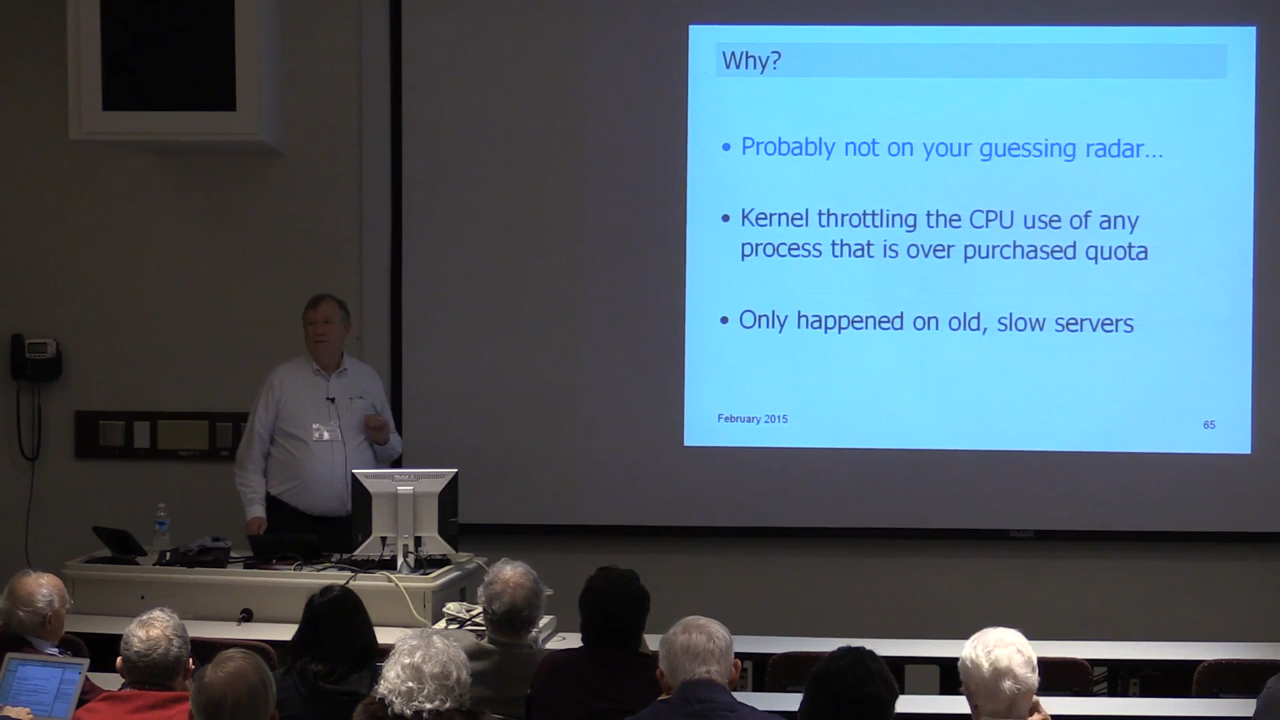 Why?
• Probably not on your guessing radar...
• Kernel throttling the CPU use of any
process that is over purchased quota
• Only happened on old, slow servers
February 2015
65